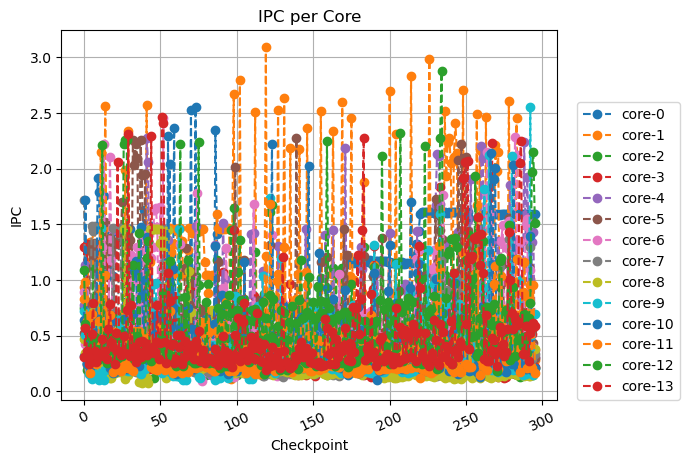 IPC per Core
IPC
3.0
2.5
2.0
1.5
1.0
0.5
0.0
0
50
100
150
200
250
300
Checkpoint
core-0
core-1
core-2
core-3
core-4
core-5
core-6
core-7
core-8
core-9
core-10
core-11
core-12
core-13